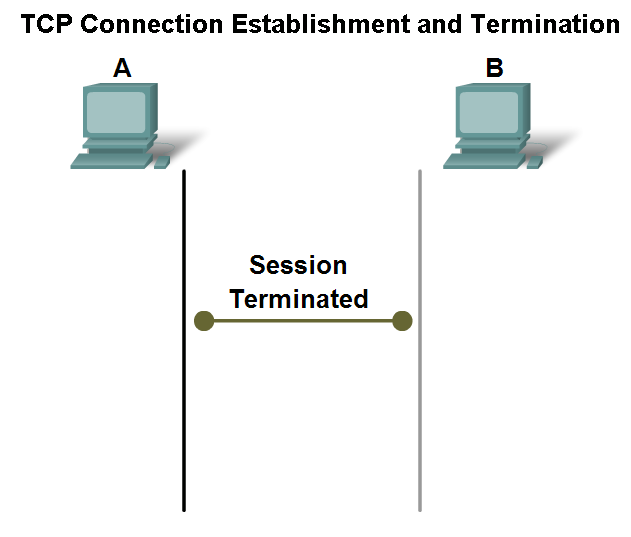 TCP Connection Establishment and Termination
A
B
Session
Terminated